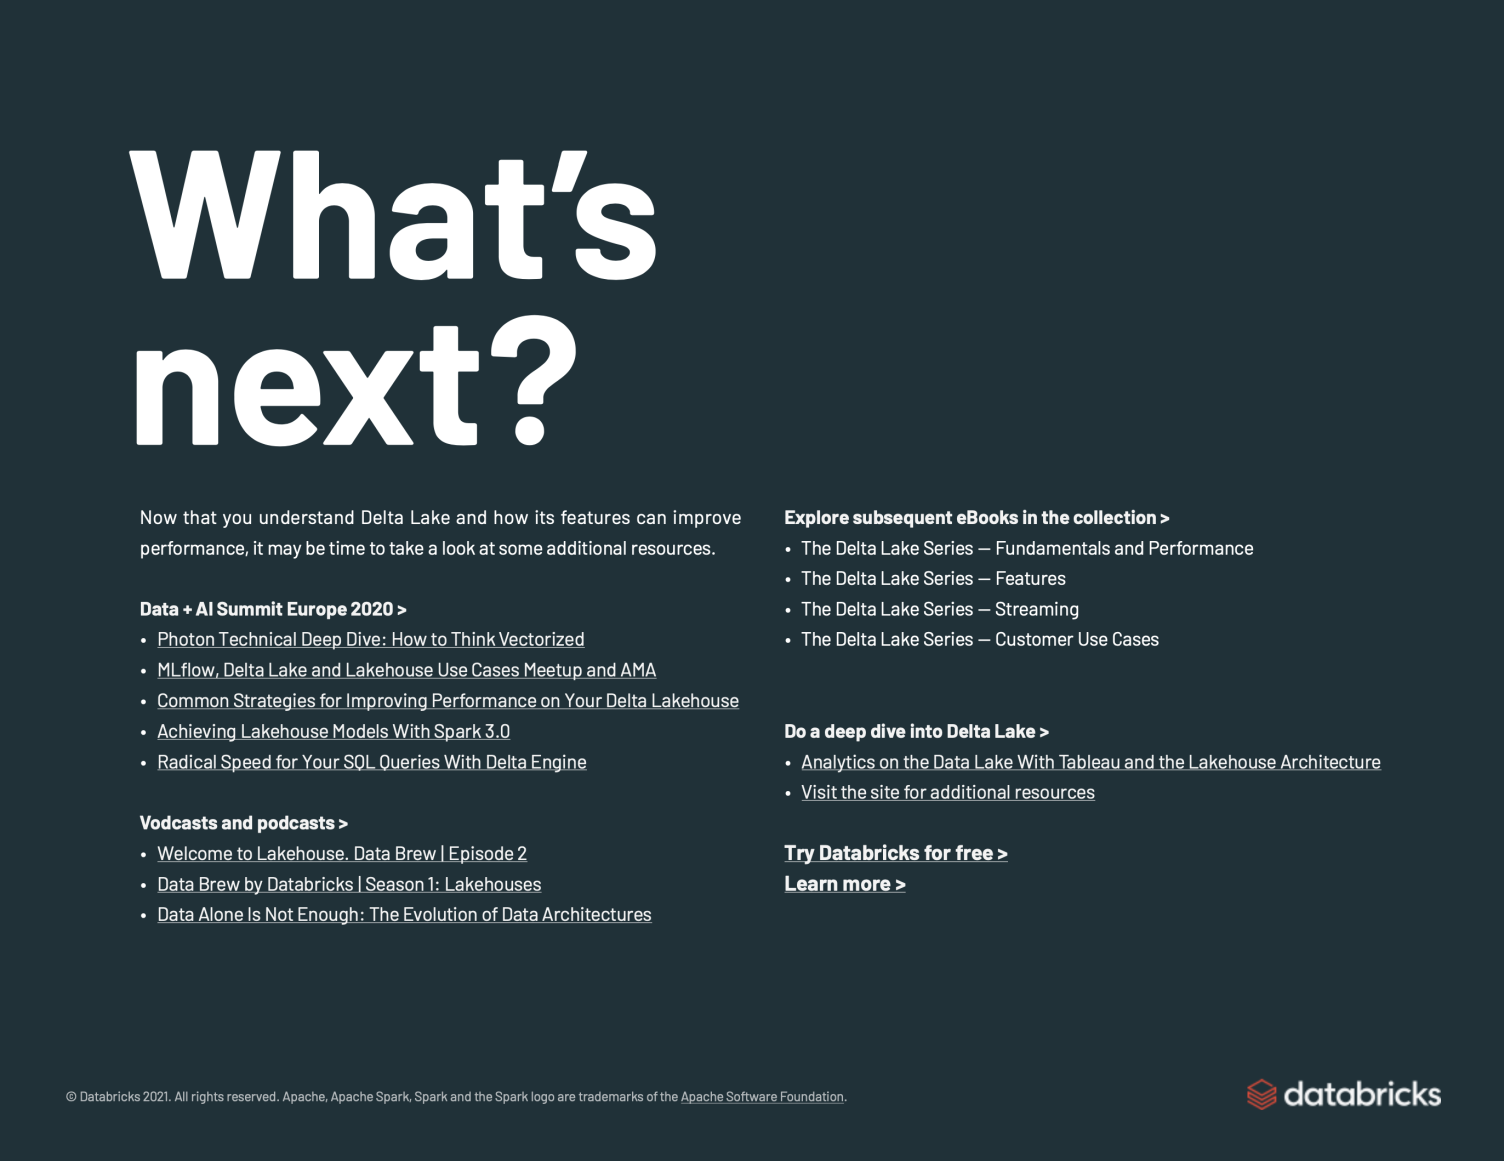 What’s
next?
Now that you understand Delta Lake and how its features can improve
performance, it may be time to take a look at some additional resources.
Data + AI Summit Europe 2020 >
• Photon Technical Deep Dive: How to Think Vectorized
• MLflow, Delta Lake and Lakehouse Use Cases Meetup and AMA
• Common Strategies for Improving Performance on Your Delta Lakehouse
• Achieving Lakehouse Models With Spark 3.0
• Radical Speed for Your SQL Queries With Delta Engine
Vodcasts and podcasts >
• Welcome to Lakehouse. Data Brew | Episode 2
• Data Brew by Databricks | Season 1: Lakehouses
• Data Alone Is Not Enough: The Evolution of Data Architectures
Explore subsequent eBooks in the collection >
• The Delta Lake Series — Fundamentals and Performance
• The Delta Lake Series — Features
• The Delta Lake Series — Streaming
• The Delta Lake Series — Customer Use Cases
Do a deep dive into Delta Lake >
• Analytics on the Data Lake With Tableau and the Lakehouse Architecture
• Visit the site for additional resources
Try Databricks for free >
Learn more >
© Databricks 2021. All rights reserved. Apache, Apache Spark, Spark and the Spark logo are trademarks of the Apache Software Foundation.
databricks